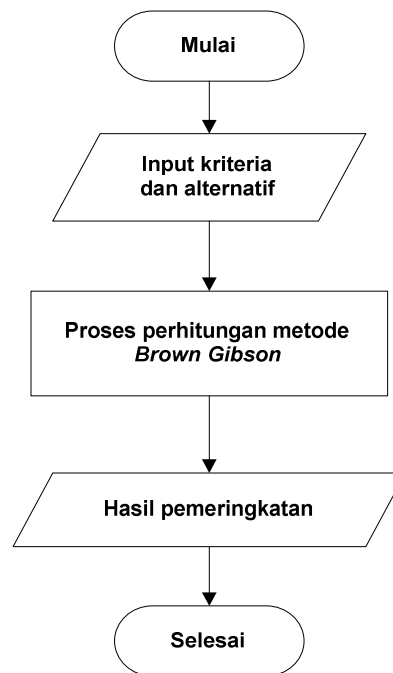 Mulai
Input kriteria
dan alternatif
Proses perhitungan metode
Brown Gibson
Hasil pemeringkatan
Selesai